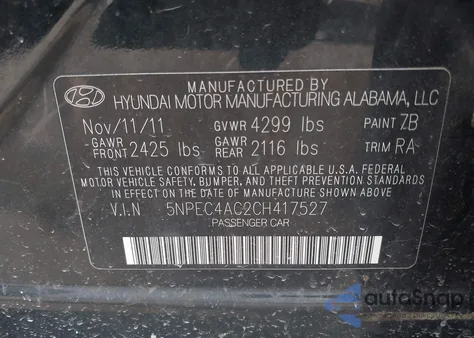 MANUFACTURED BY
HYUNDAI MOTOR MANUFACTURING ALABAMA, LLC
Nov/11/11 GVWR 4299 lbs PAINT ZB
GAWR FRONT 2425 lbs GAWR REAR 2116 lbs TRIM RA
THIS VEHICLE CONFORMS TO ALL APPLICABLE U.S.A. FEDERAL
MOTOR VEHICLE SAFETY, BUMPER, AND THEFT PREVENTION STANDARDS
IN EFFECT ON THE DATE OF MANUFACTURE SHOWN ABOVE.
V.I.N 5NPEC4AC2CH417527
PASSENGER CAR
autoSnap